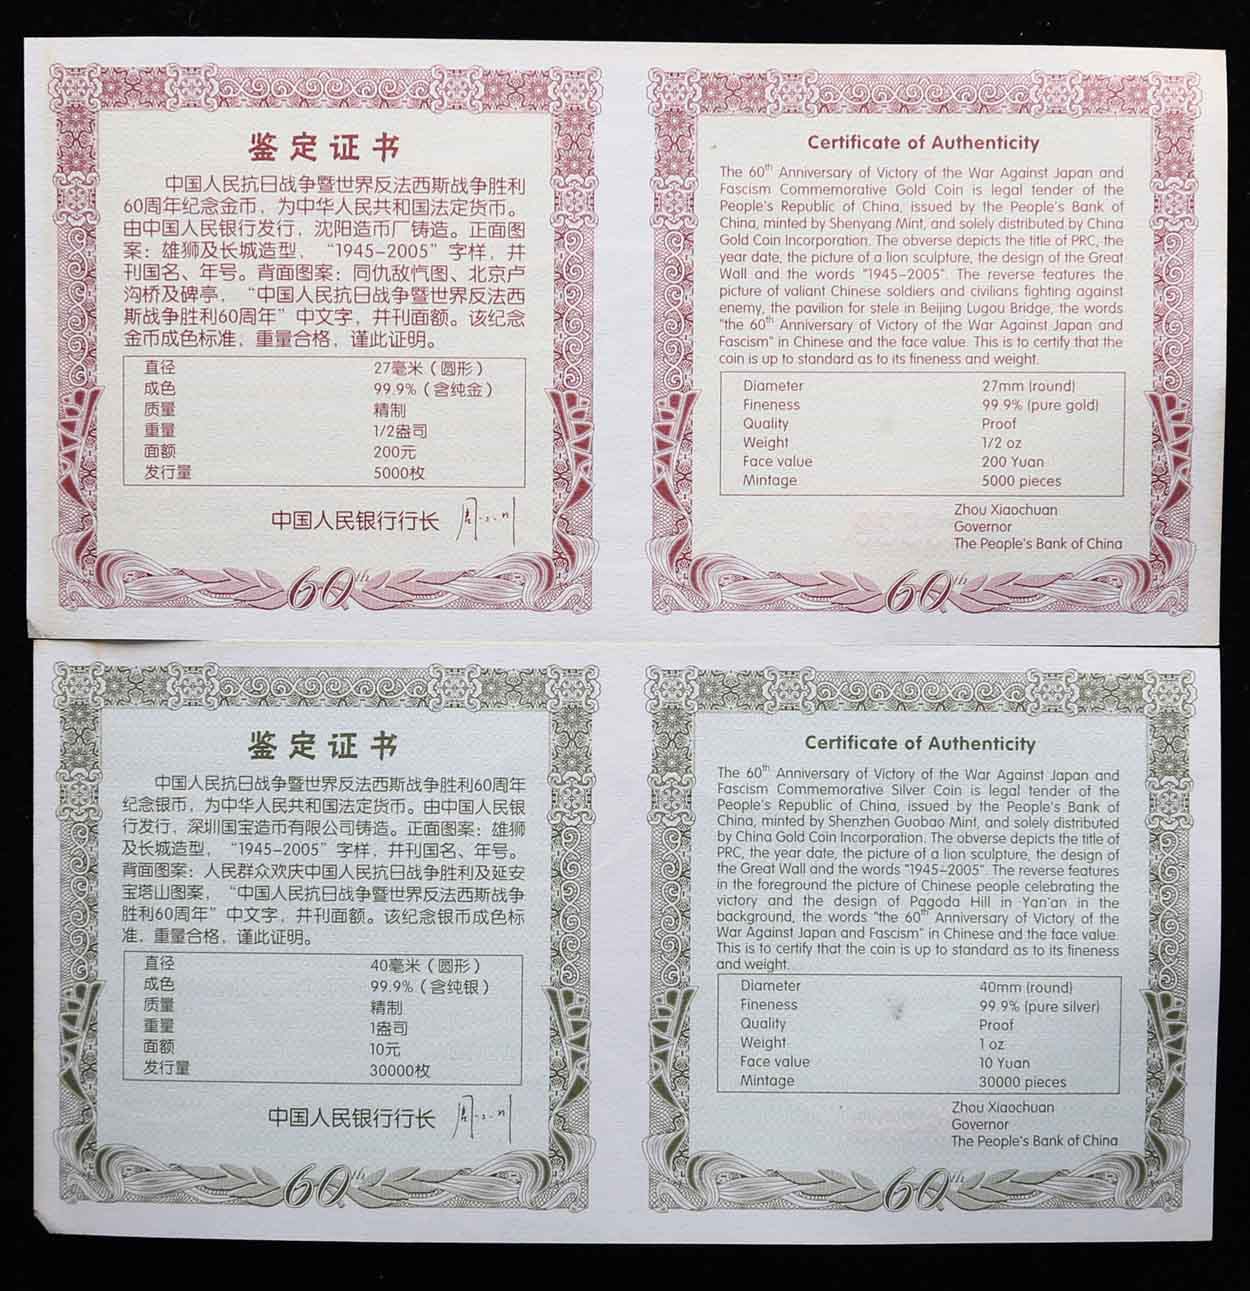 鉴定证书
中国人民抗日战争暨世界反法西斯战争胜利
60周年纪念金币，为中华人民共和国法定货币。
由中国人民银行发行，沈阳造币厂铸造。正面图
案：雄狮及长城造型，“1945-2005”字样，并
刊国名、年号。背面图案：同仇敌忾图、北京卢
沟桥及碑亭，“中国人民抗日战争暨世界反法西
斯战争胜利60周年”中文字，并刊面额。该纪念
金币成色标准，重量合格，谨此证明。
直径 27毫米（圆形）
成色 99.9%（含纯金）
质量 精制
重量 1/2盎司
面额 200元
发行量 5000枚
中国人民银行行长
60th
Certificate of Authenticity
The 60th Anniversary of Victory of the War Against Japan and
Fascism Commemorative Gold Coin is legal tender of the
People's Republic of China, issued by the People's Bank of
China, minted by Shenyang Mint, and solely distributed by China
Gold Coin Incorporation. The obverse depicts the title of PRC, the
year date, the picture of a lion sculpture, the design of the Great
Wall and the words "1945–2005". The reverse features the
picture of valiant Chinese soldiers and civilians fighting against
enemy, the pavilion for stele in Beijing Lugou Bridge, the words
"the 60th Anniversary of Victory of the War Against Japan and
Fascism" in Chinese and the face value. This is to certify that the
coin is up to standard as to its fineness and weight.
Diameter 27mm (round)
Fineness 99.9% (pure gold)
Quality Proof
Weight 1/2 oz
Face value 200 Yuan
Mintage 5000 pieces
Zhou Xiaochuan
Governor
The People's Bank of China
60th
鉴定证书
中国人民抗日战争暨世界反法西斯战争胜利60周年
纪念银币，为中华人民共和国法定货币。由中国人民银
行发行，深圳国宝造币有限公司铸造。正面图案：雄狮
及长城造型，“1945-2005”字样，并刊国名、年号。
背面图案：人民群众欢庆中国人民抗日战争胜利及延安
宝塔山图案，“中国人民抗日战争暨世界反法西斯战争
胜利60周年”中文字，并刊面额。该纪念银币成色标
准，重量合格，谨此证明。
直径 40毫米（圆形）
成色 99.9%（含纯银）
质量 精制
重量 1盎司
面额 10元
发行量 30000枚
中国人民银行行长
60th
Certificate of Authenticity
The 60th Anniversary of Victory of the War Against Japan and
Fascism Commemorative Silver Coin is legal tender of the
People's Republic of China, issued by the People's Bank of
China, minted by Shenzhen Guobao Mint, and solely distributed
by China Gold Coin Incorporation. The obverse depicts the title of
PRC, the year date, the picture of a lion sculpture, the design of
the Great Wall and the words "1945–2005". The reverse features
in the foreground the picture of Chinese people celebrating the
victory and the design of Pagoda Hill in Yan'an in the
background, the words "the 60th Anniversary of Victory of the
War Against Japan and Fascism" in Chinese and the face value.
This is to certify that the coin is up to standard as to its fineness
and weight.
Diameter 40mm (round)
Fineness 99.9% (pure silver)
Quality Proof
Weight 1 oz
Face value 10 Yuan
Mintage 30000 pieces
Zhou Xiaochuan
Governor
The People's Bank of China
60th